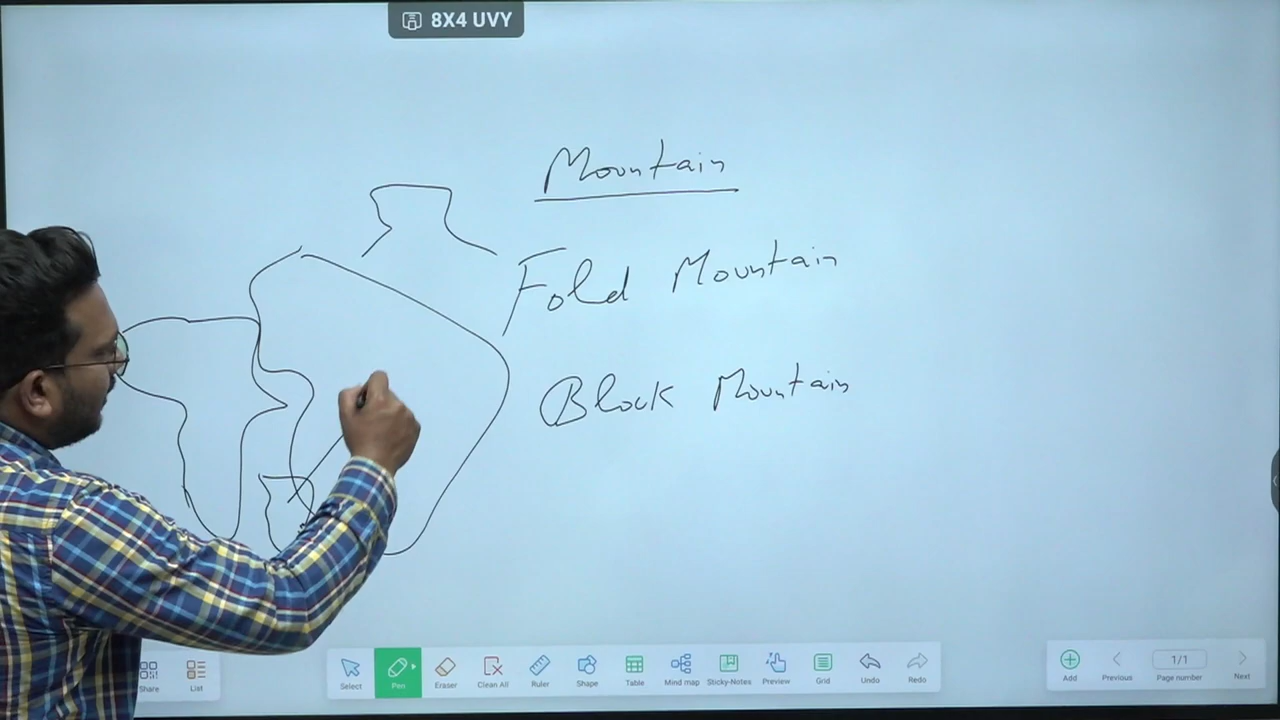 8X4 UVY
Mountain
Fold Mountain
Block Mountain
Share
List
Select
Pen
Eraser
Clean All
Ruler
Shape
Table
Mind map
Sticky-Notes
Preview
Grid
Undo
Redo
Add
Previous
1/1
Page number
Next